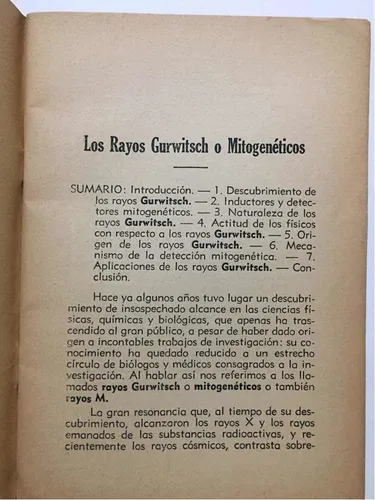 Los Rayos Gurwitsch o Mitogenéticos
SUMARIO: Introducción. — 1. Descubrimiento de
los rayos Gurwitsch. — 2. Inductores y detec-
tores mitogenéticos. — 3. Naturaleza de los
rayos Gurwitsch. — 4. Actitud de los físicos
con respecto a los rayos Gurwitsch. — 5. Ori-
gen de los rayos Gurwitsch. — 6. Meca-
nismo de la detección mitogenética. — 7.
Aplicaciones de los rayos Gurwitsch. — Con-
clusión.
Hace ya algunos años tuvo lugar un descubri-
miento de insospechado alcance en las ciencias fí-
sicas, químicas y biológicas, que apenas ha tras-
cendido al gran público, a pesar de haber dado ori-
gen a incontables trabajos de investigación: su co-
nocimiento ha quedado reducido a un estrecho
círculo de biólogos y médicos consagrados a la in-
vestigación. Al hablar así nos referimos a los lla-
mados rayos Gurwitsch o mitogenéticos o también
rayos M.
La gran resonancia que, al tiempo de su des-
cubrimiento, alcanzaron los rayos X y los rayos
emanados de las substancias radioactivas, y re-
cientemente los rayos cósmicos, contrasta sobre-